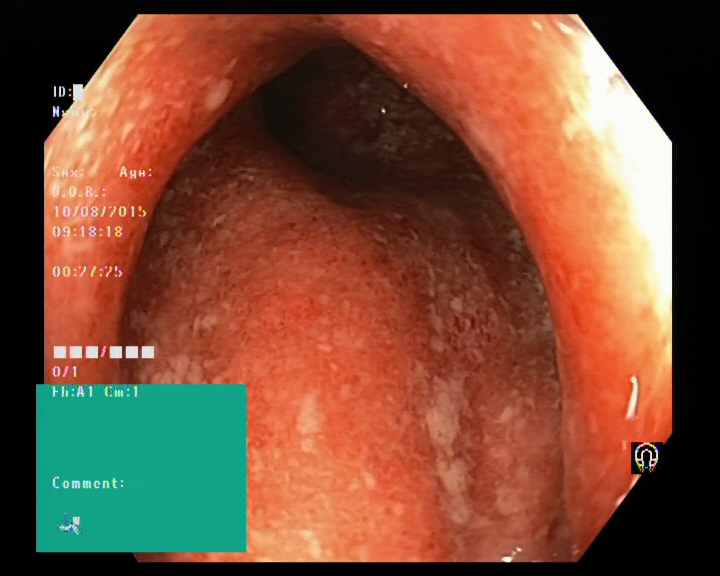 ID:
Name:
Sex: Age:
D.O.B.:
10/08/2015
09:18:18
00:27:25
/
0/1
Eh:A1 Cm:1
Comment: